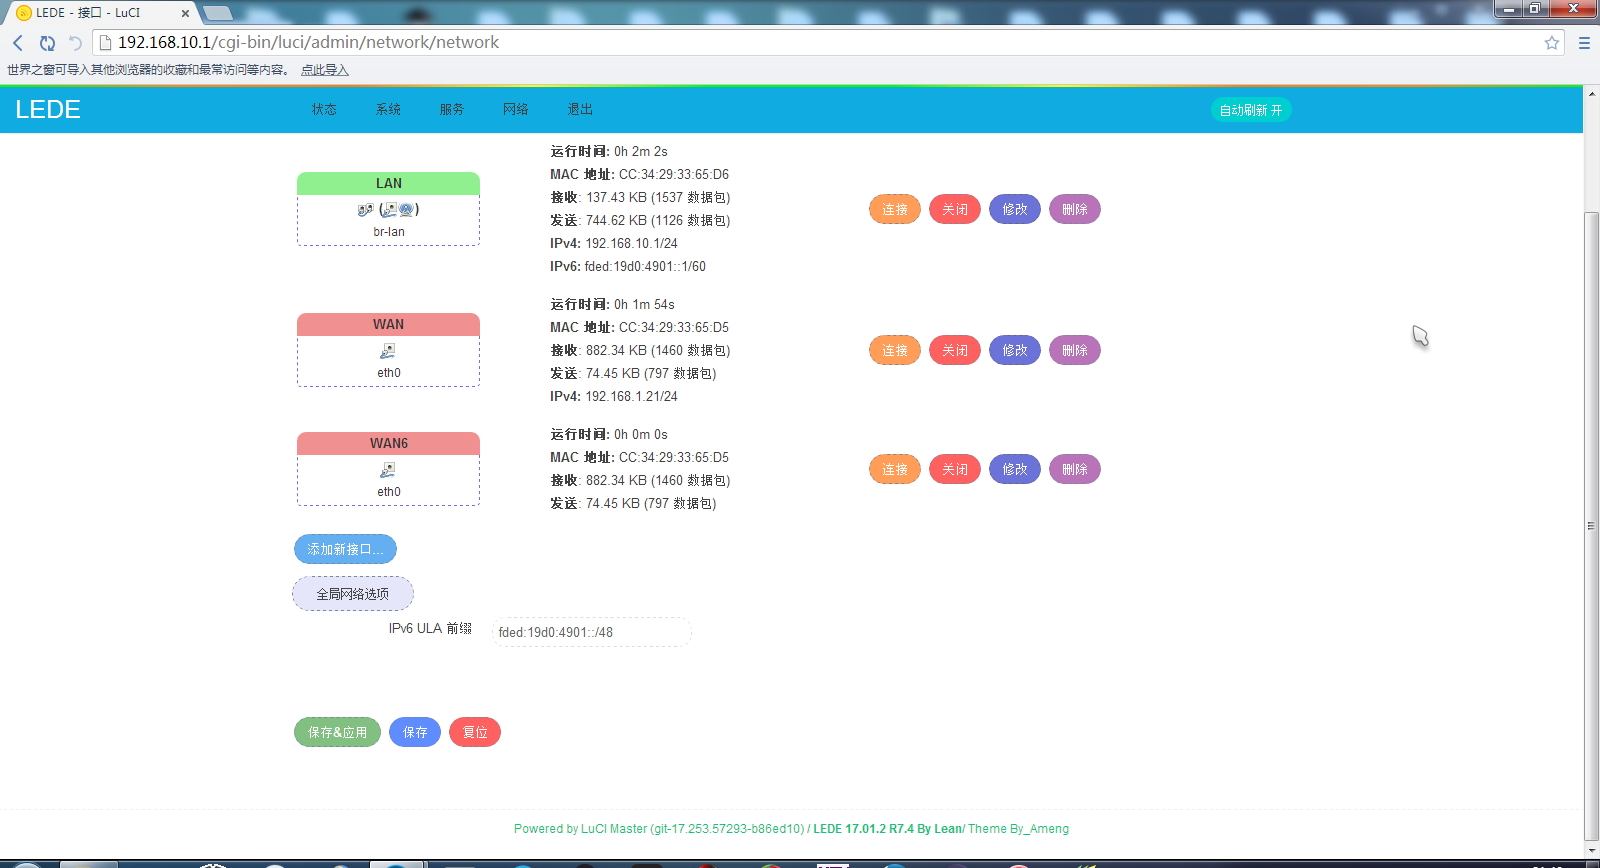 LEDE - 接口 - LuCI
192.168.10.1/cgi-bin/luci/admin/network/network
世界之窗可导入其他浏览器的收藏和最常访问等内容。 点此导入
LEDE 状态 系统 服务 网络 退出 自动刷新 开
运行时间: 0h 2m 2s
LAN
MAC 地址: CC:34:29:33:65:D6
接收: 137.43 KB (1537 数据包)
连接 关闭 修改 删除
发送: 744.62 KB (1126 数据包)
br-lan
IPv4: 192.168.10.1/24
IPv6: fded:19d0:4901::1/60
运行时间: 0h 1m 54s
WAN
MAC 地址: CC:34:29:33:65:D5
接收: 882.34 KB (1460 数据包)
连接 关闭 修改 删除
eth0
发送: 74.45 KB (797 数据包)
IPv4: 192.168.1.21/24
运行时间: 0h 0m 0s
WAN6
MAC 地址: CC:34:29:33:65:D5
接收: 882.34 KB (1460 数据包)
连接 关闭 修改 删除
eth0
发送: 74.45 KB (797 数据包)
添加新接口...
全局网络选项
IPv6 ULA 前缀 fded:19d0:4901::/48
保存&应用 保存 复位
Powered by LuCI Master (git-17.253.57293-b86ed10) / LEDE 17.01.2 R7.4 By Lean/ Theme By_Ameng